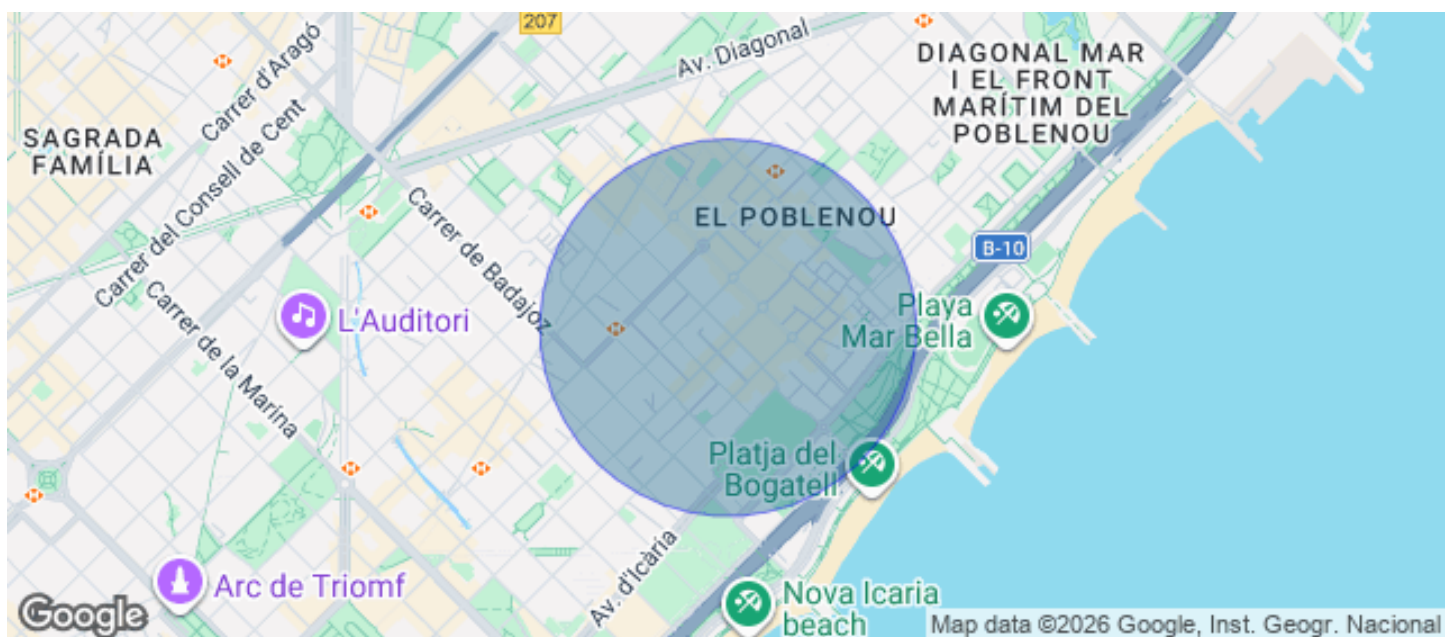 207
Carrer d'Aragó
Av. Diagonal
DIAGONAL MAR
I EL FRONT
MARÍTIM DEL
POBLENOU
SAGRADA
FAMÍLIA
Carrer del Consell de Cent
Carrer de Badajoz
EL POBLENOU
B-10
Carrer de la Marina
L'Auditori
Playa
Mar Bella
Platja del
Bogatell
Av. d'Icària
Arc de Triomf
Nova Icaria
beach
Google
Map data ©2026 Google, Inst. Geogr. Nacional